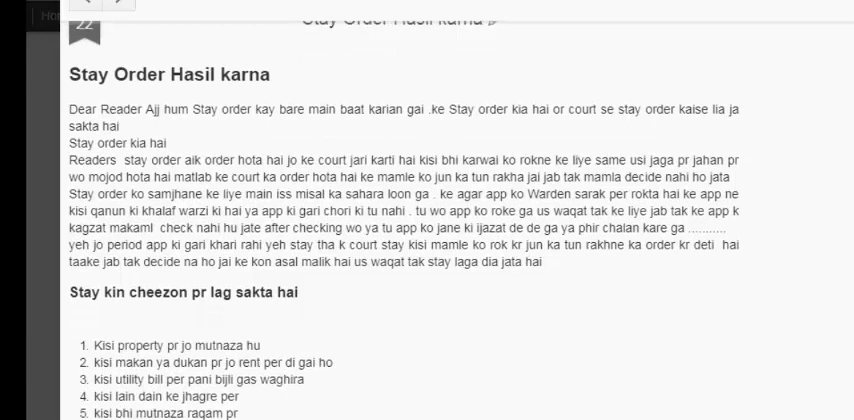 Ho
22
Stay Order Hasil karna
Stay Order Hasil karna
Dear Reader Ajj hum Stay order kay bare main baat karian gai .ke Stay order kia hai or court se stay order kaise lia ja
sakta hai
Stay order kia hai
Readers stay order aik order hota hai jo ke court jari karti hai kisi bhi karwai ko rokne ke liye same usi jaga pr jahan pr
wo mojod hota hai matlab ke court ka order hota hai ke mamle ko jun ka tun rakha jai jab tak mamla decide nahi ho jata
Stay order ko samjhane ke liye main iss misal ka sahara loon ga . ke agar app ko Warden sarak per rokta hai ke app ne
kisi qanun ki khalaf warzi ki hai ya app ki gari chori ki tu nahi . tu wo app ko roke ga us waqat tak ke liye jab tak ke app k
kagzat makaml check nahi hu jate after checking wo ya tu app ko jane ki ijazat de de ga ya phir chalan kare ga ...........
yeh jo period app ki gari khari rahi yeh stay tha k court stay kisi mamle ko rok kr jun ka tun rakhne ka order kr deti hai
taake jab tak decide na ho jai ke kon asal malik hai us waqat tak stay laga dia jata hai
Stay kin cheezon pr lag sakta hai
1. Kisi property pr jo mutnaza hu
2. kisi makan ya dukan pr jo rent per di gai ho
3. kisi utility bill per pani bijli gas waghira
4. kisi lain dain ke jhagre per
5. kisi bhi mutnaza raqam pr